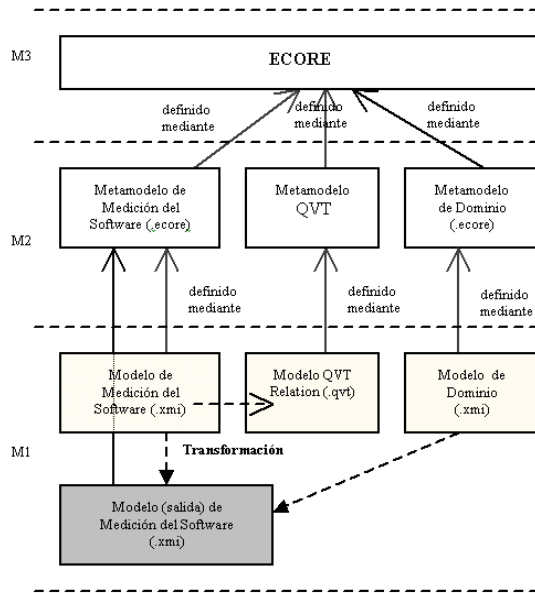 M3
ECORE
definido
mediante
definido
mediante
definido
mediante
M2
Metamodelo de
Medición del
Software (.ecore)
Metamodelo
QVT
Metamodelo
de Dominio
(.ecore)
definido
mediante
definido
mediante
definido
mediante
M1
Modelo de
Medición del
Software (.xmi)
Modelo QVT
Relation (.qvt)
Modelo de
Dominio
(.xmi)
Transformación
Modelo (salida) de
Medición del Software
(.xmi)